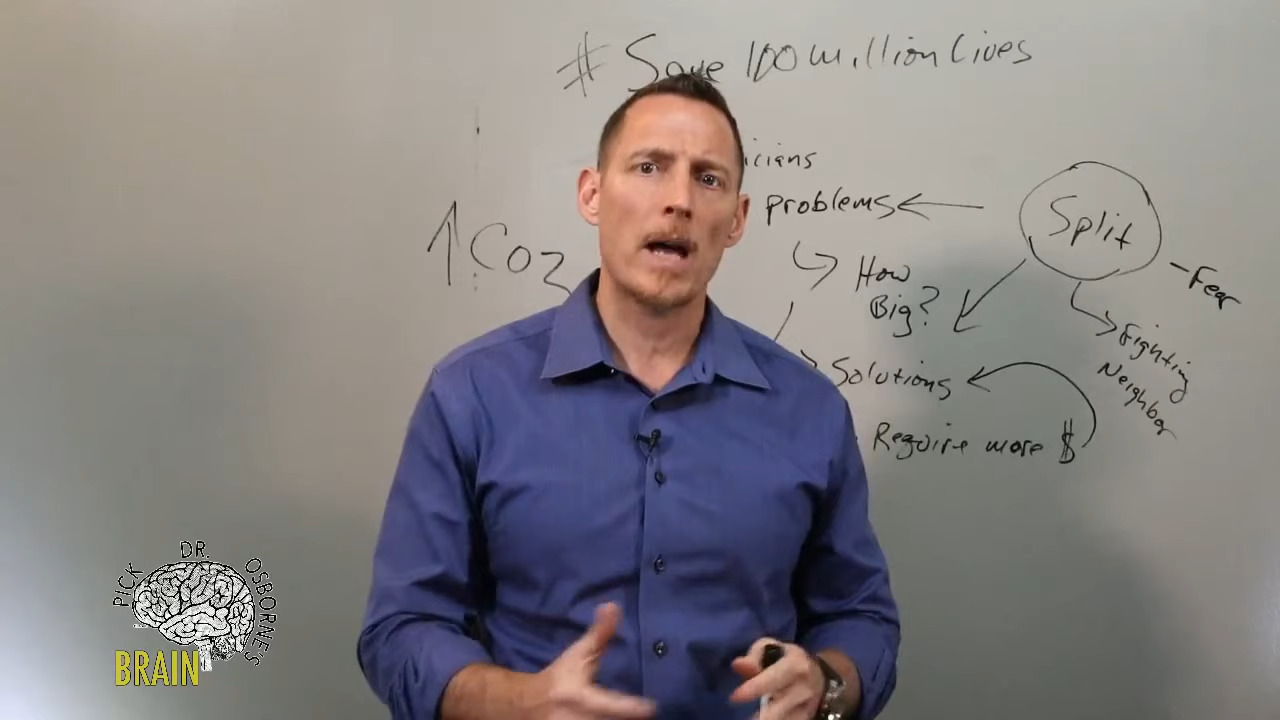 # Save 100 million Lives
icians
problems
Split
↑ CO2
How
Big?
- Fear
Fighting
Neighbor
Solutions
Require more $
PICK DR. OSBORNE'S
BRAIN